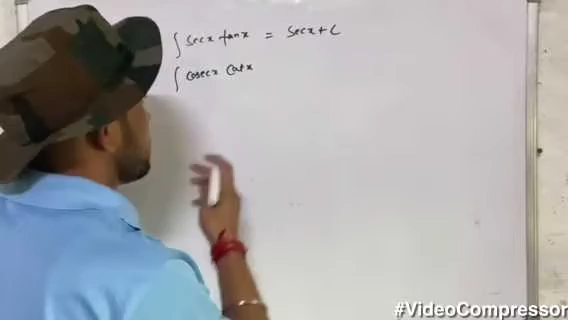 ∫ secx tanx = secx + C
∫ cosecx cotx
#VideoCompressor